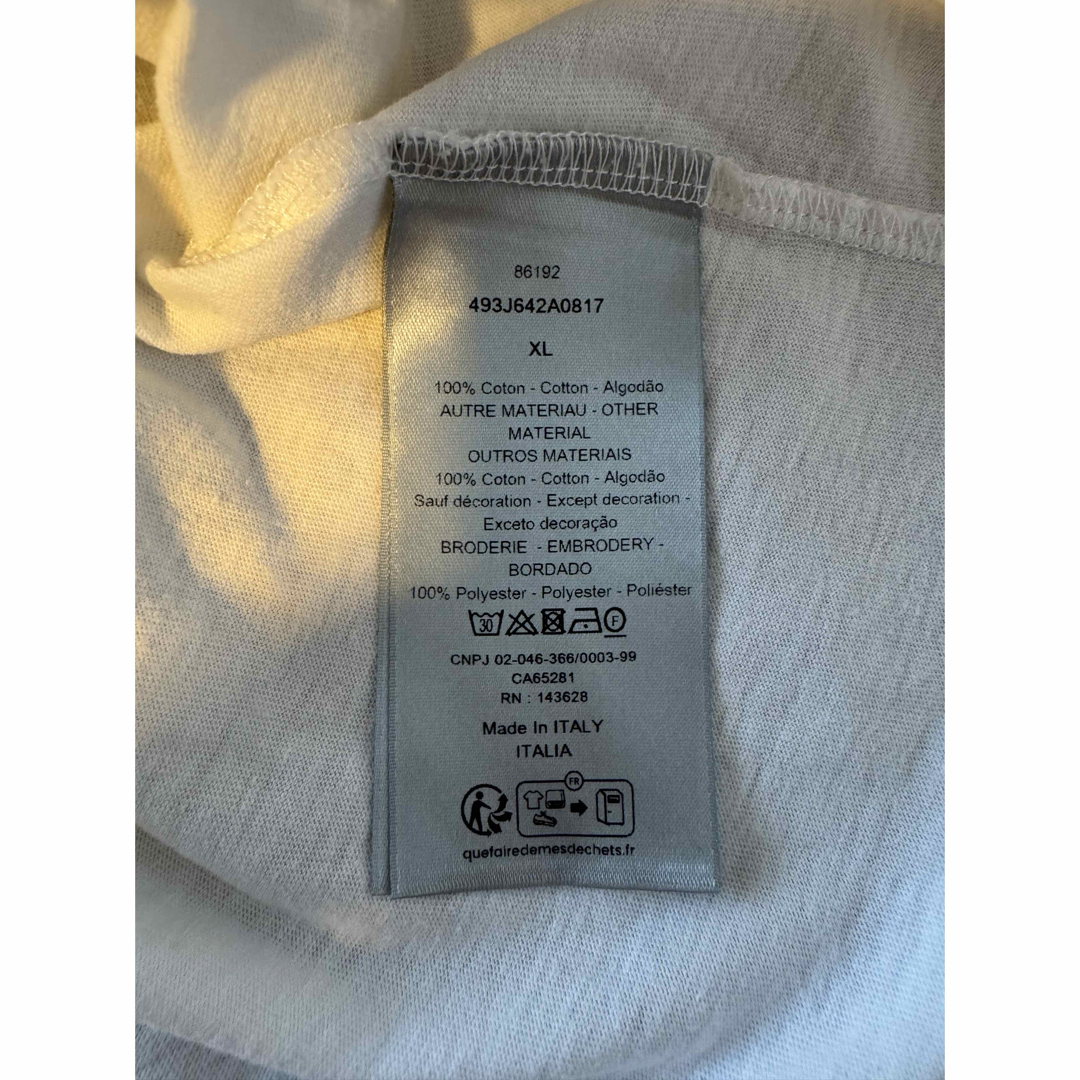 86192
493J642A0817
XL
100% Coton - Cotton - Algodão
AUTRE MATERIAU - OTHER
MATERIAL
OUTROS MATERIAIS
100% Coton - Cotton - Algodão
Sauf décoration - Except decoration -
Exceto decoração
BRODERIE - EMBRODERY -
BORDADO
100% Polyester - Polyester - Poliéster
30 F
CNPJ 02-046-366/0003-99
CA65281
RN : 143628
Made In ITALY
ITALIA
FR
quefairedemesdechets.fr